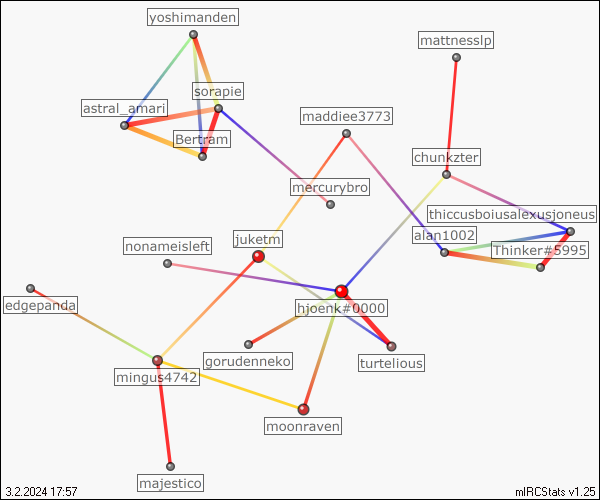 yoshimanden
mattnesslp
sorapie
astral__amari
maddiee3773
Bertram
chunkzter
mercurybro
thiccusboiusalexusjoneus
alan1002
juketm
nonameisleft
Thinker#5995
edgepanda
hjoenk#0000
gorudenneko
turtelious
mingus4742
moonraven
majestico
3.2.2024 17:57
mIRCStats v1.25